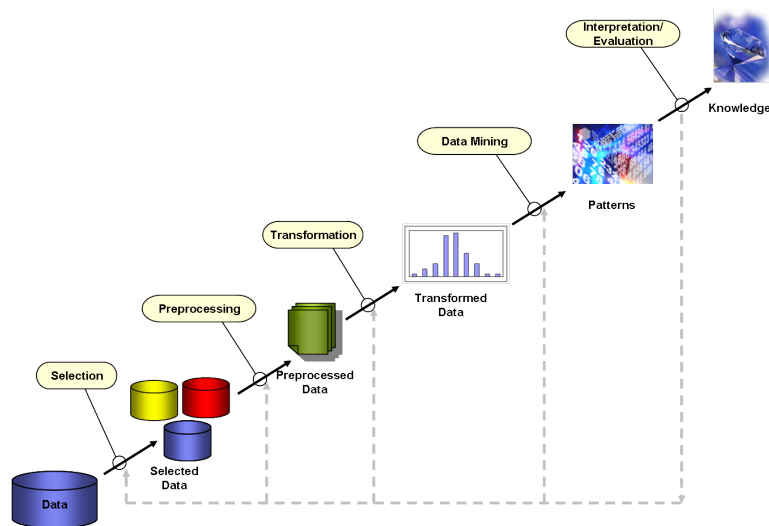 Interpretation/
Evaluation
Knowledge
Data Mining
Patterns
Transformation
Transformed
Data
Preprocessing
Preprocessed
Data
Selection
Selected
Data
Data